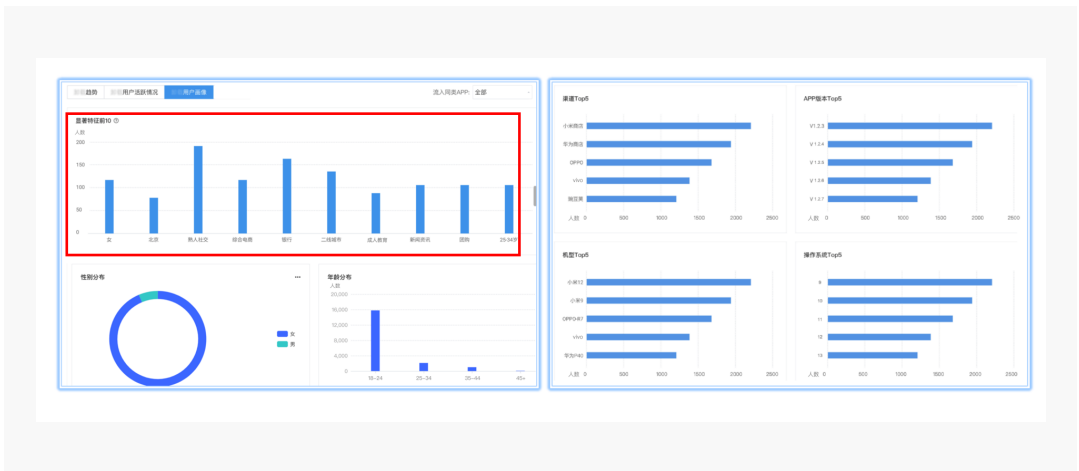 趋势 用户活跃情况 用户画像 流入同类APP: 全部
显著特征前10
人数
200
150
100
50
0
女 北京 熟人社交 综合电商 银行 二线城市 成人教育 新闻资讯 团购 25-34岁
性别分布
女
男
年龄分布
人数
20,000
16,000
12,000
8,000
4,000
0
18-24 25-34 35-44 45+
渠道Top5
小米商店
华为商店
OPPO
vivo
豌豆荚
人数 0 500 1000 1500 2000 2500
APP版本Top5
V1.2.3
V1.2.4
V1.2.6
V1.2.7
人数 0 500 1000 1500 2000 2500
机型Top5
小米12
小米11
OPPO-R7
vivo
华为P40
人数 0 500 1000 1500 2000 2500
操作系统Top5
9
10
11
12
13
人数 0 500 1000 1500 2000 2500